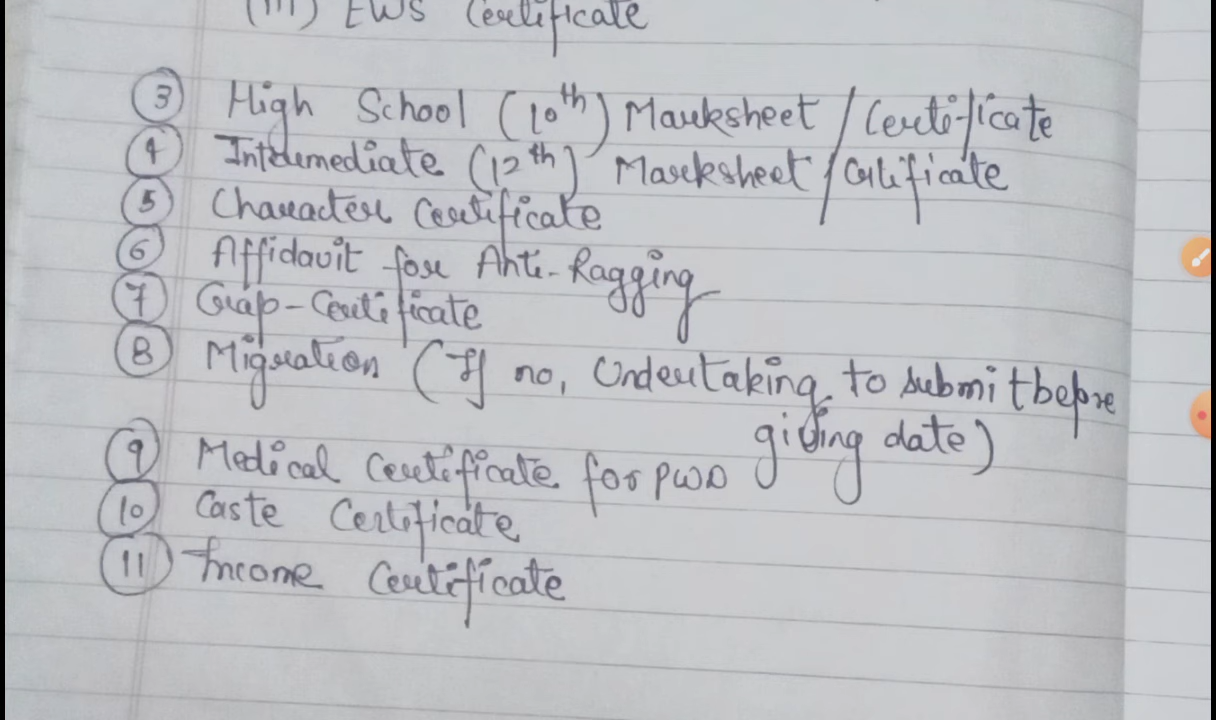 (iii) EWS Certificate
3 High School (10th) Marksheet / Certificate
4 Intermediate (12th) Marksheet / Certificate
5 Character Certificate
6 Affidavit for Anti-Ragging
7 Gap-Certificate
8 Migration (If no, Undertaking to submit before
giving date)
9 Medical Certificate for PWD
10 Caste Certificate
11 Income Certificate